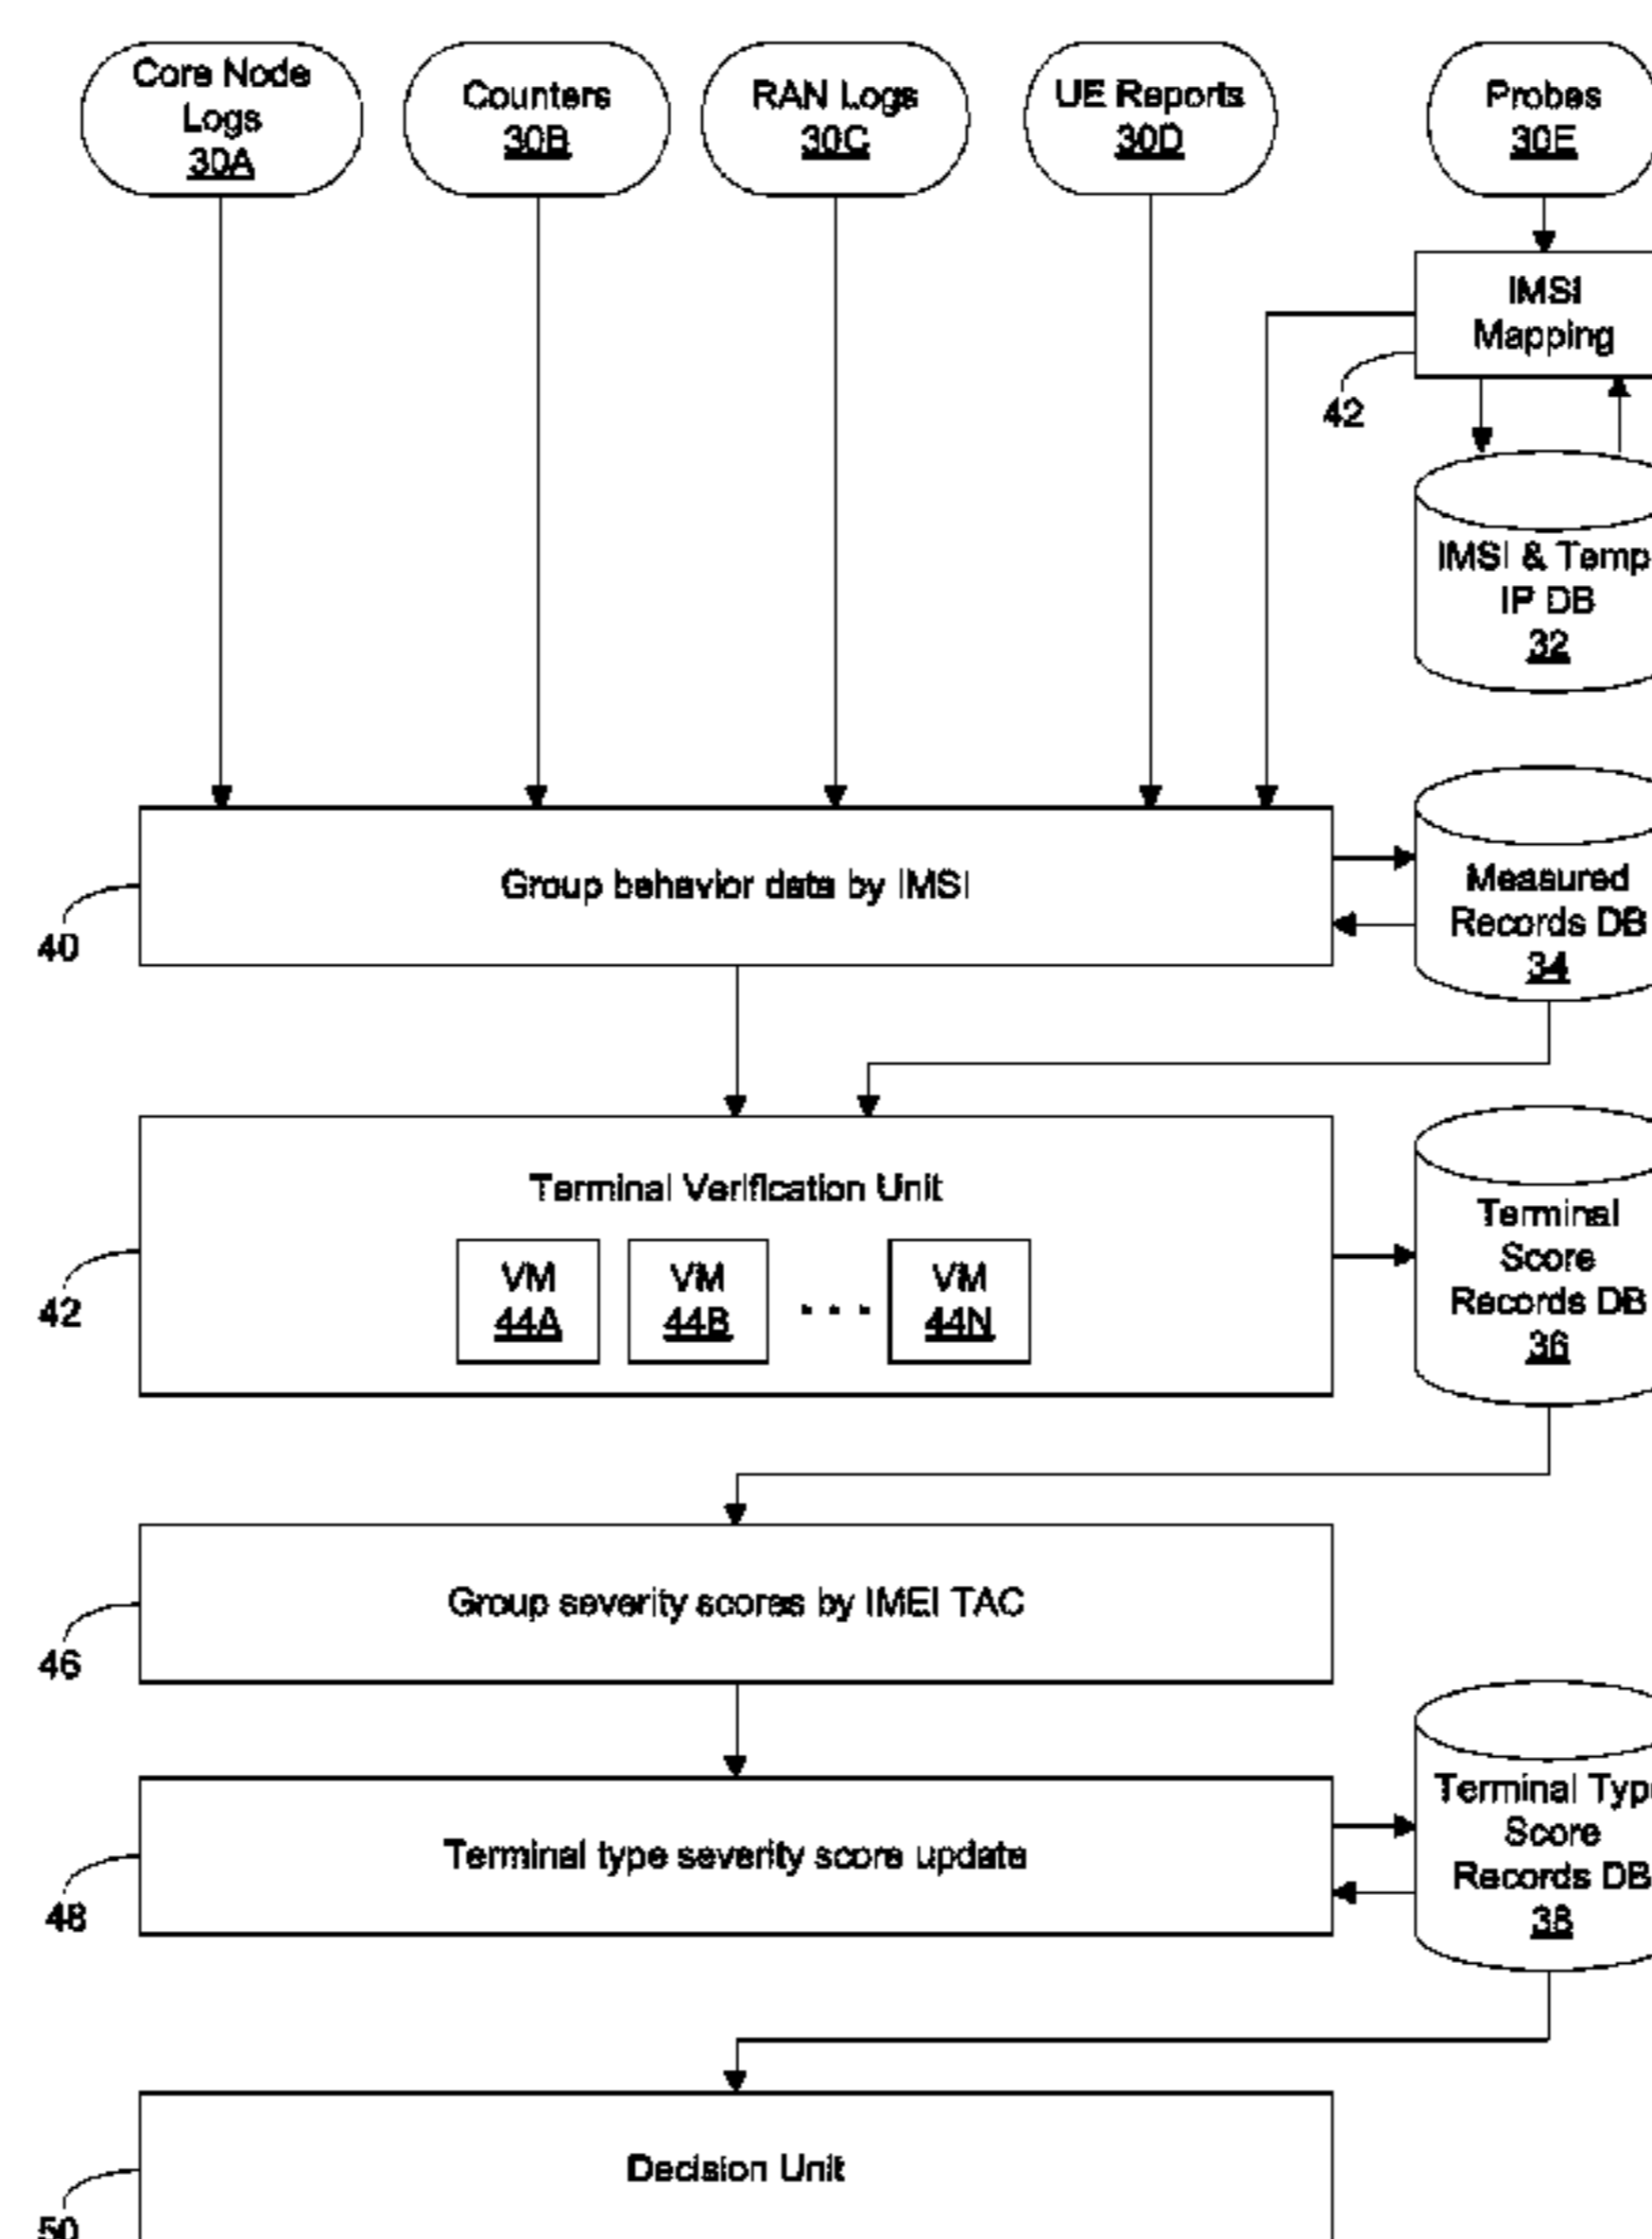 Core Node
Logs
30A
Counters
30B
RAN Logs
30C
UE Reports
30D
Probes
30E
IMSI
Mapping
42
IMSI & Temp
IP DB
32
Group behavior data by IMSI
40
Measured
Records DB
34
Terminal Verification Unit
VM
44A
VM
44B
...
VM
44N
42
Terminal
Score
Records DB
36
Group severity scores by IMEI TAC
46
Terminal type severity score update
48
Terminal Type
Score
Records DB
38
Decision Unit
50